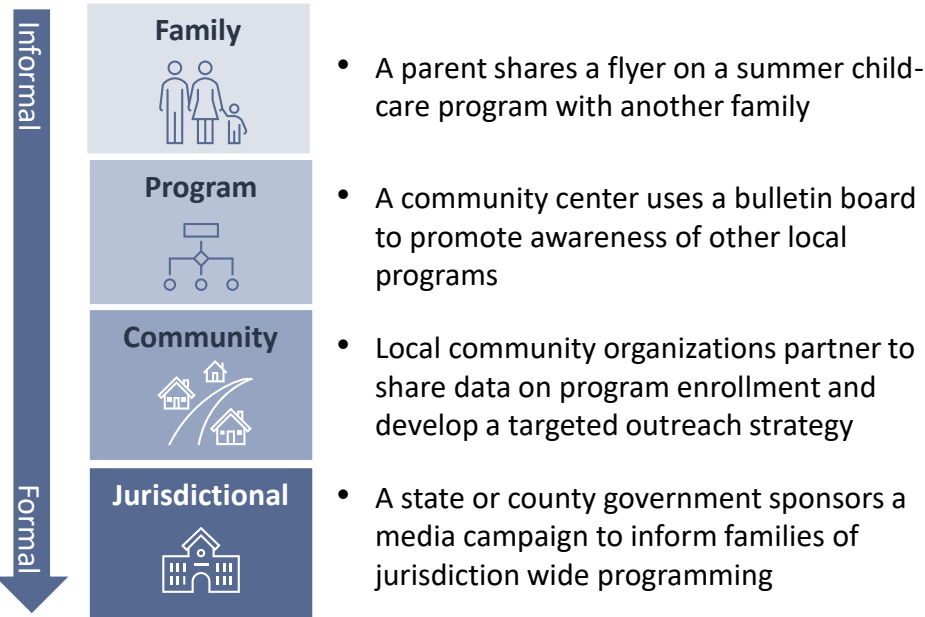 Informal
Family
• A parent shares a flyer on a summer child-
care program with another family
Program
• A community center uses a bulletin board
to promote awareness of other local
programs
Community
• Local community organizations partner to
share data on program enrollment and
develop a targeted outreach strategy
Formal
Jurisdictional
• A state or county government sponsors a
media campaign to inform families of
jurisdiction wide programming